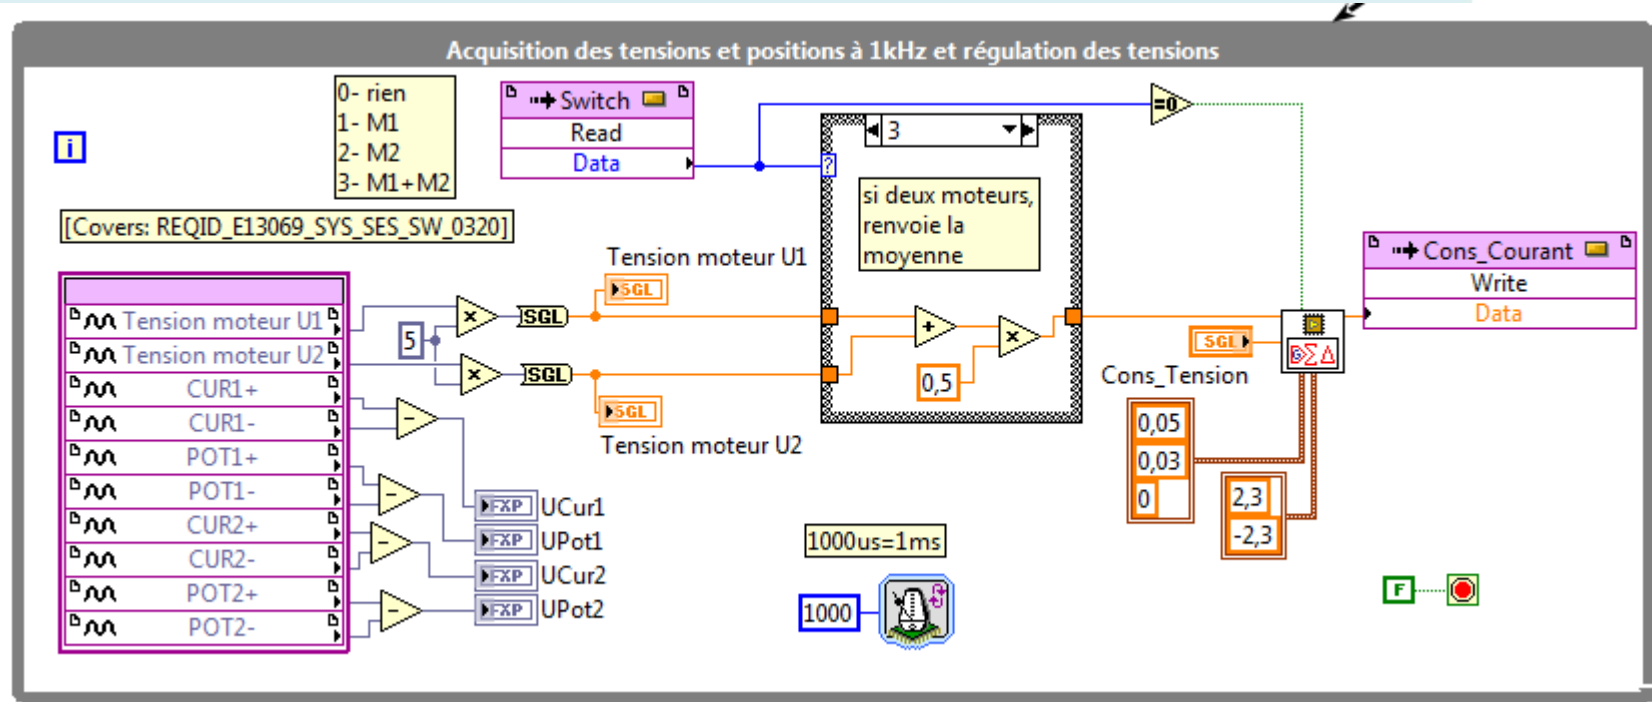 Acquisition des tensions et positions à 1kHz et régulation des tensions
0- rien
1- M1
2- M2
3- M1+M2
Switch
Read
Data
=0
i
3
?
si deux moteurs,
renvoie la
moyenne
[Covers: REQID_E13069_SYS_SES_SW_0320]
Tension moteur U1
SGL
Cons_Courant
Write
Data
Tension moteur U1
Tension moteur U2
CUR1+
CUR1-
POT1+
POT1-
CUR2+
CUR2-
POT2+
POT2-
5
x
x
SGL
SGL
SGL
Tension moteur U2
+
x
0,5
SGL
Cons_Tension
0,05
0,03
0
2,3
-2,3
-
-
-
-
FXP UCur1
FXP UPot1
FXP UCur2
FXP UPot2
1000us=1ms
1000
F